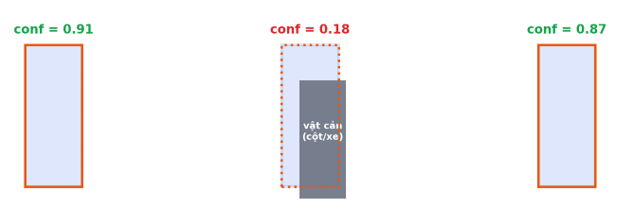 conf = 0.91
conf = 0.18
conf = 0.87
vật cản
(cột/xe)